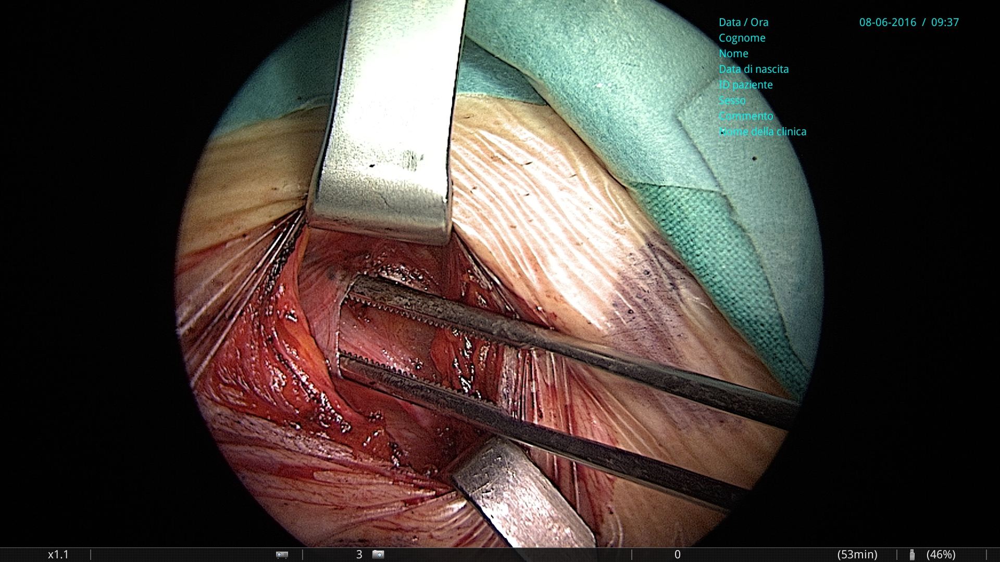 Data / Ora 08-06-2016 / 09:37
Cognome
Nome
Data di nascita
ID paziente
Sesso
Commento
Nome della clinica
x1.1 3 0 (53min) (46%)